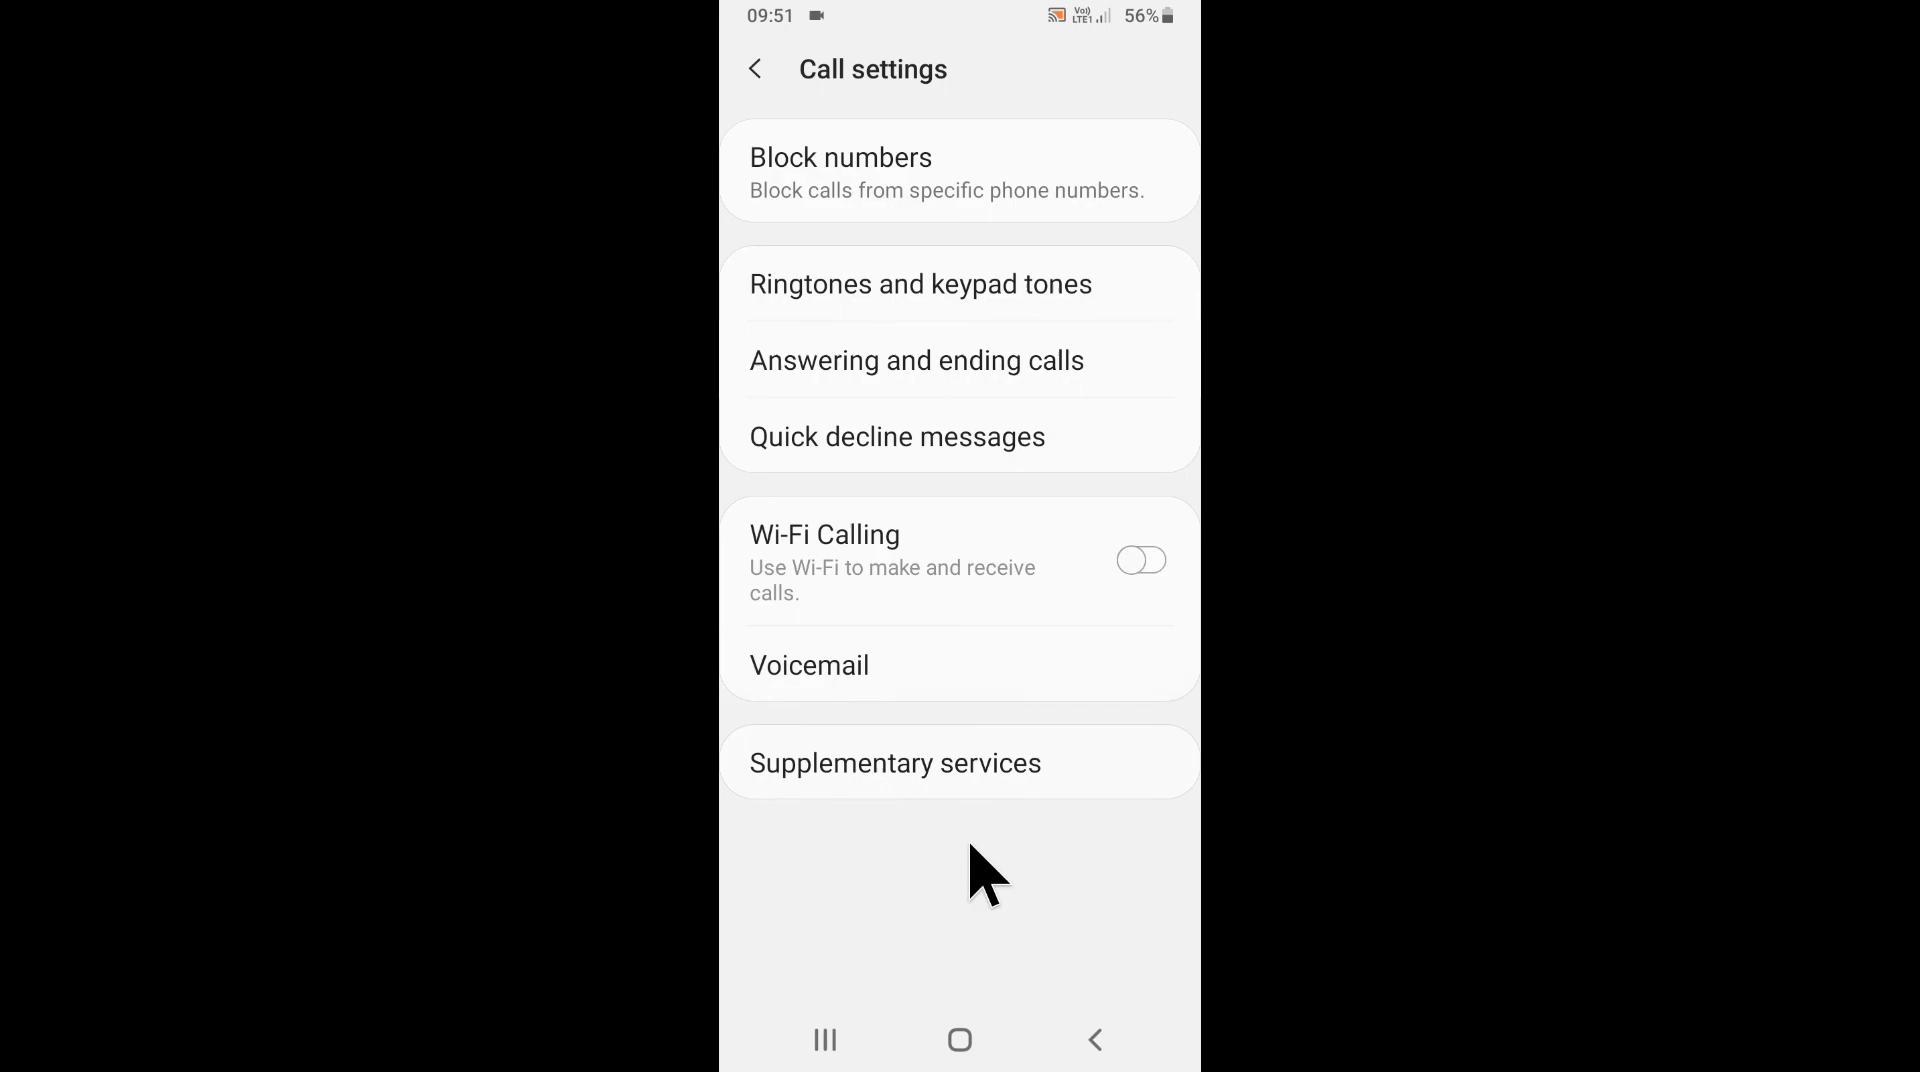 09:51 Vo) LTE1 56%
Call settings
Block numbers
Block calls from specific phone numbers.
Ringtones and keypad tones
Answering and ending calls
Quick decline messages
Wi-Fi Calling
Use Wi-Fi to make and receive
calls.
Voicemail
Supplementary services